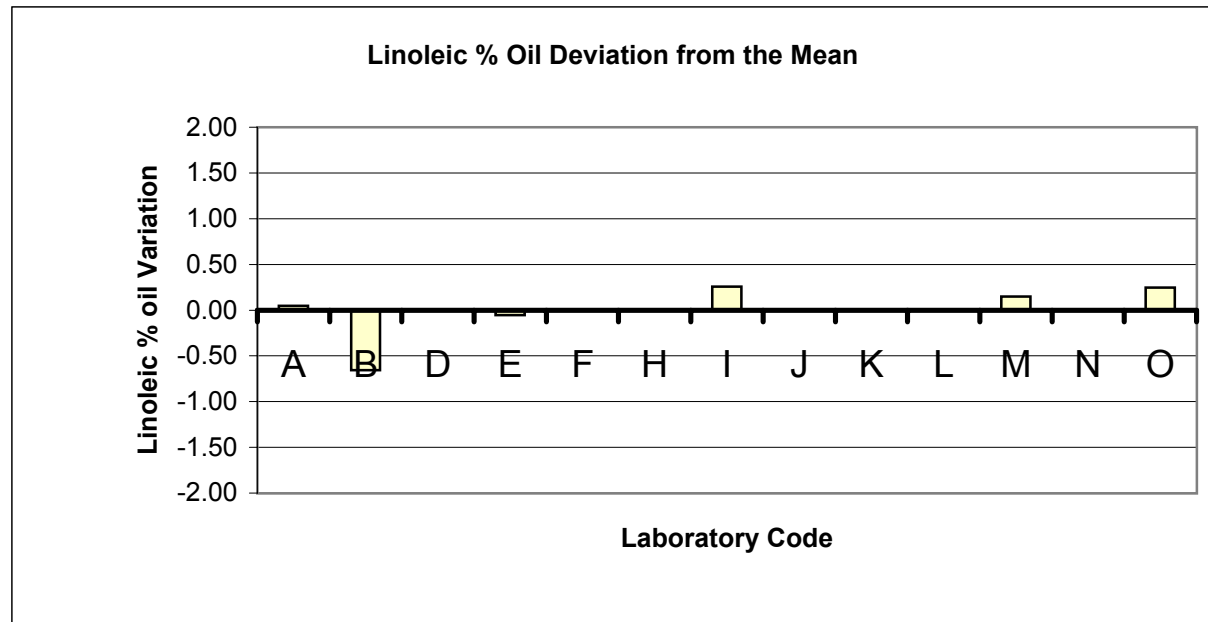 Linoleic % Oil Deviation from the Mean
2.00
1.50
1.00
0.50
0.00
-0.50
-1.00
-1.50
-2.00
Linoleic % oil Variation
A B D E F H I J K L M N O
Laboratory Code